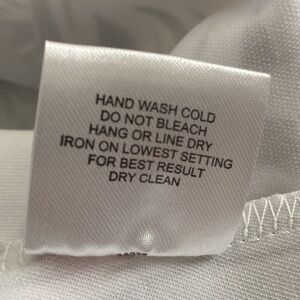 HAND WASH COLD
DO NOT BLEACH
HANG OR LINE DRY
IRON ON LOWEST SETTING
FOR BEST RESULT
DRY CLEAN